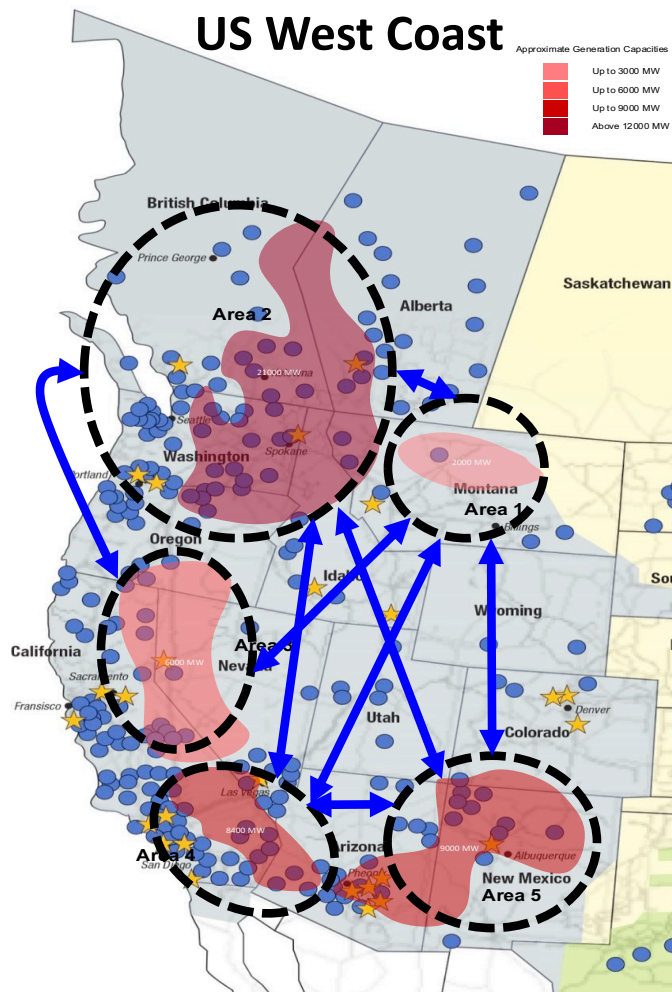 US West Coast
Approximate Generation Capacities
Up to 3000 MW
Up to 6000 MW
Up to 9000 MW
Above 12000 MW
British Columbia
Prince George
Saskatchewan
Alberta
Area 2
21000 MW
Seattle
Washington
Spokane
2000 MW
Portland
Montana
Area 1
Billings
Oregon
Idaho
Wyoming
California
Area 3
Nevada
6000 MW
Sacramento
Fransisco
Utah
Denver
Colorado
Las Vegas
8400 MW
Arizona
9000 MW
Area 4
Albuquerque
San Diego
Phoenix
New Mexico
Area 5